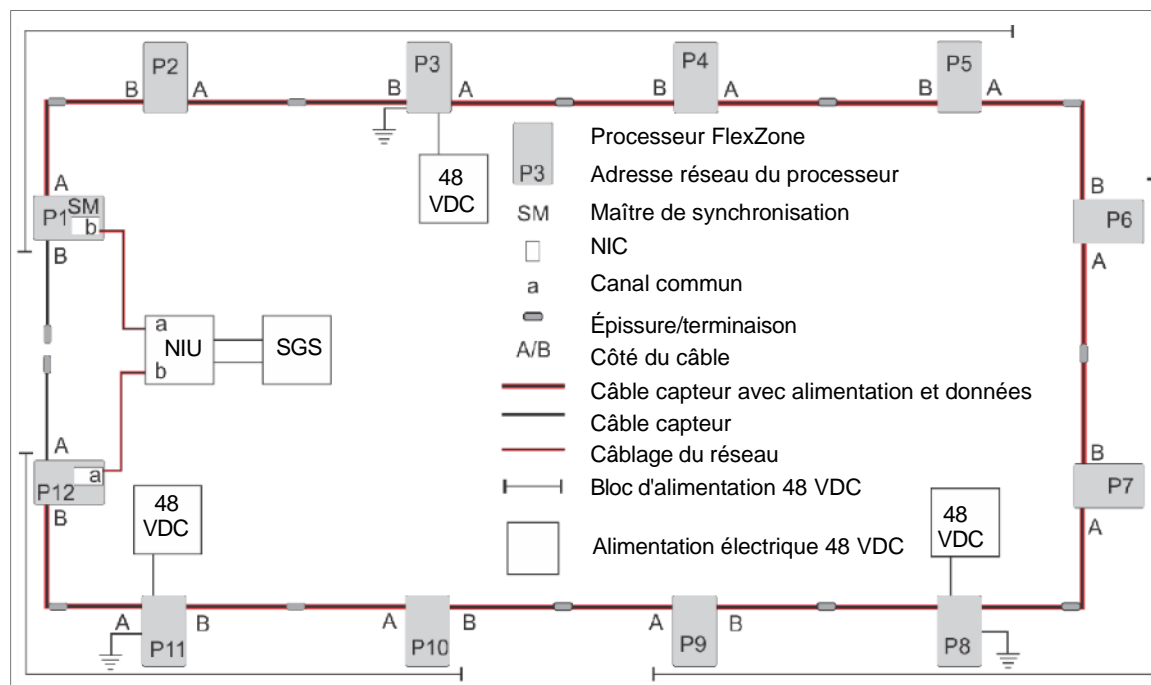 P2
P3
P4
P5
B A
B A
B A
B A
48
VDC
P3
Processeur FlexZone
Adresse réseau du processeur
SM Maître de synchronisation
NIC
a Canal commun
Épissure/terminaison
A/B Côté du câble
Câble capteur avec alimentation et données
Câble capteur
Câblage du réseau
Bloc d'alimentation 48 VDC
Alimentation électrique 48 VDC
A
P1 SM
b
B
a
NIU
b
SGS
A
a
P12
B
48
VDC
B
P6
A
B
P7
A
48
VDC
A B
P11
A B
P10
A B
P9
P8